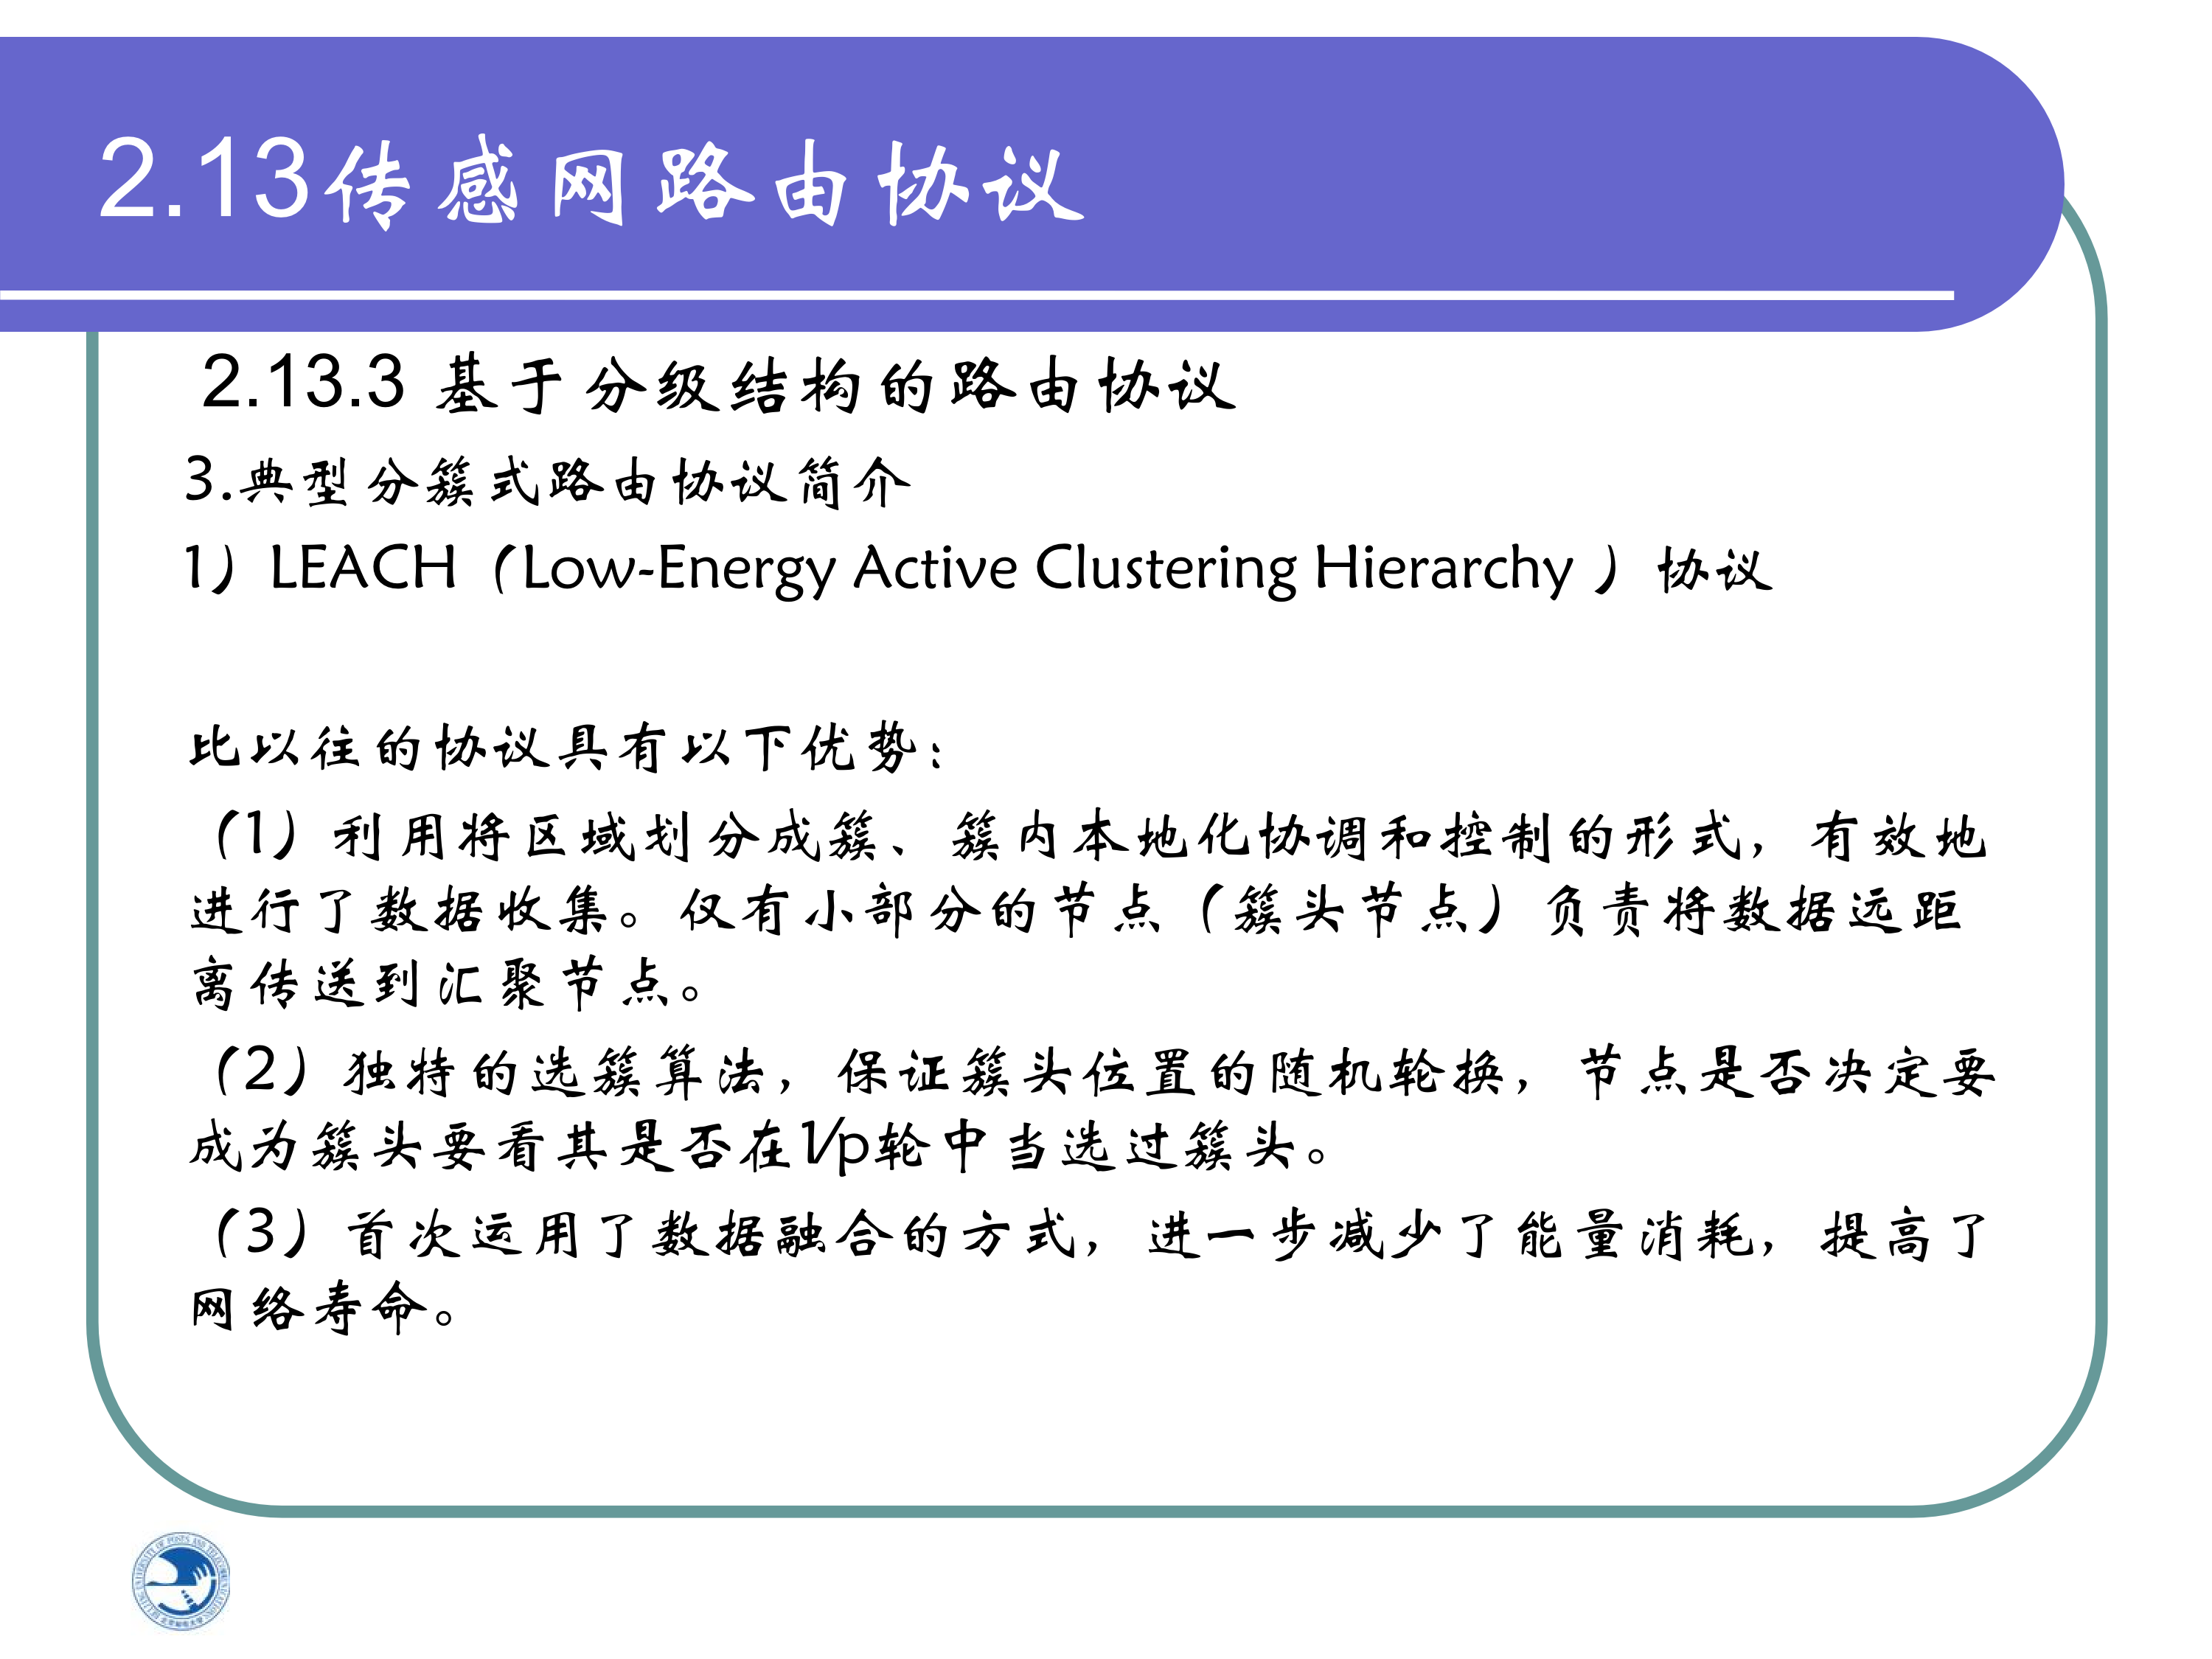 2.13传感网路由协议
2.13.3 基于分级结构的路由协议
3.典型分簇式路由协议简介
1）LEACH（Low-Energy Active Clustering Hierarchy ）协议
比以往的协议具有以下优势：
（1）利用将区域划分成簇、簇内本地化协调和控制的形式，有效地
进行了数据收集。仅有小部分的节点（簇头节点）负责将数据远距
离传送到汇聚节点。
（2）独特的选簇算法，保证簇头位置的随机轮换，节点是否决定要
成为簇头要看其是否在1/p轮中当选过簇头。
（3）首次运用了数据融合的方式，进一步减少了能量消耗，提高了
网络寿命。